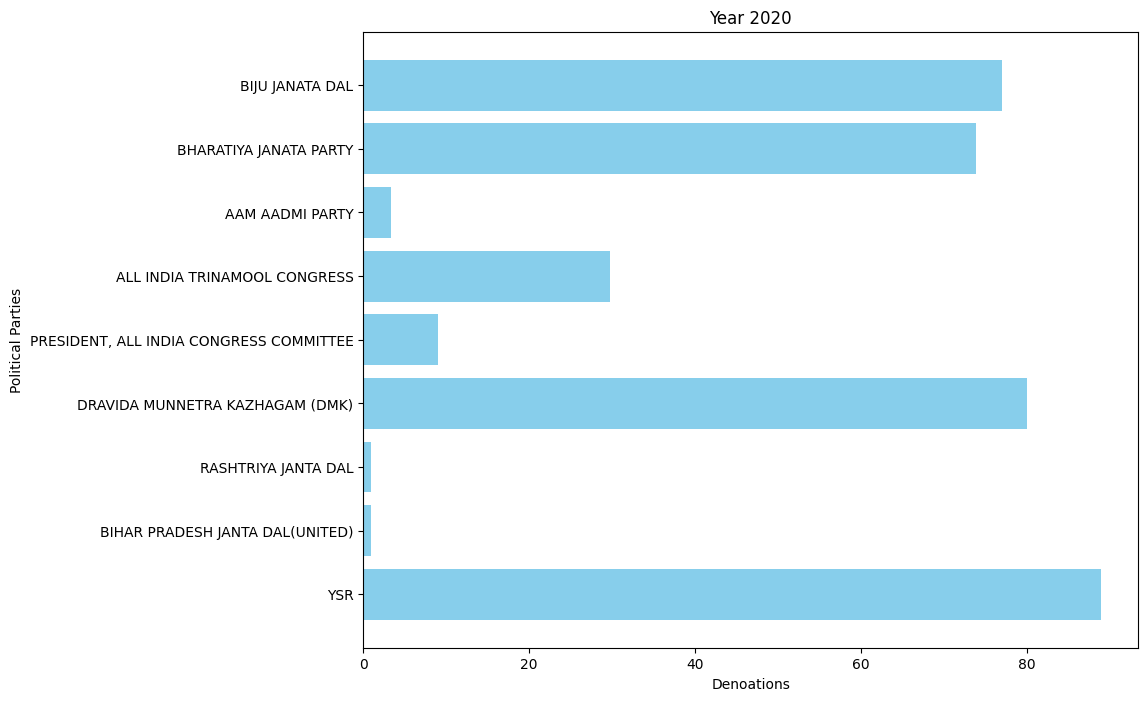 Year 2020
Political Parties
BIJU JANATA DAL
BHARATIYA JANATA PARTY
AAM AADMI PARTY
ALL INDIA TRINAMOOL CONGRESS
PRESIDENT, ALL INDIA CONGRESS COMMITTEE
DRAVIDA MUNNETRA KAZHAGAM (DMK)
RASHTRIYA JANTA DAL
BIHAR PRADESH JANTA DAL(UNITED)
YSR
0 20 40 60 80
Denoations